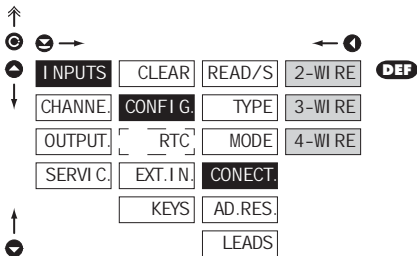 INPUTS CLEAR READ/S 2-WIRE DEF
CHANNE. CONFIG. TYPE 3-WIRE
OUTPUT. RTC MODE 4-WIRE
SERVIC. EXT.IN. CONECT.
KEYS AD.RES.
LEADS